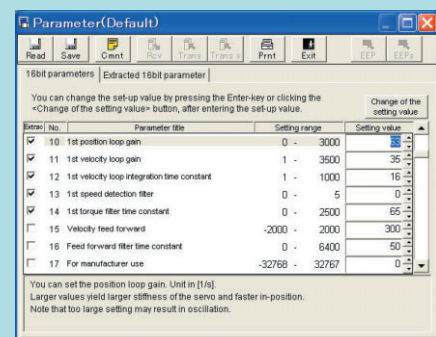 Parameter(Default)
Read Save Cmnt Rcv Trans Trans s Prnt Exit EEP EEPs
16bit parameters Extracted 16bit parameter
You can change the set-up value by pressing the Enter-key or clicking the
<Change of the setting value> button, after entering the set-up value.
Change of the
setting value
Extrac No. Parameter title Setting range Setting value
10 1st position loop gain 0 - 3000 63
11 1st velocity loop gain 1 - 3500 35
12 1st velocity loop integration time constant 1 - 1000 16
13 1st speed detection filter 0 - 5 0
14 1st torque filter time constant 0 - 2500 65
15 Velocity feed forward -2000 - 2000 300
16 Feed forward filter time constant 0 - 6400 50
17 For manufacturer use -32768 - 32767 0
You can set the position loop gain. Unit in [1/s].
Larger values yield larger stiffness of the servo and faster in-position.
Note that too large setting may result in oscillation.